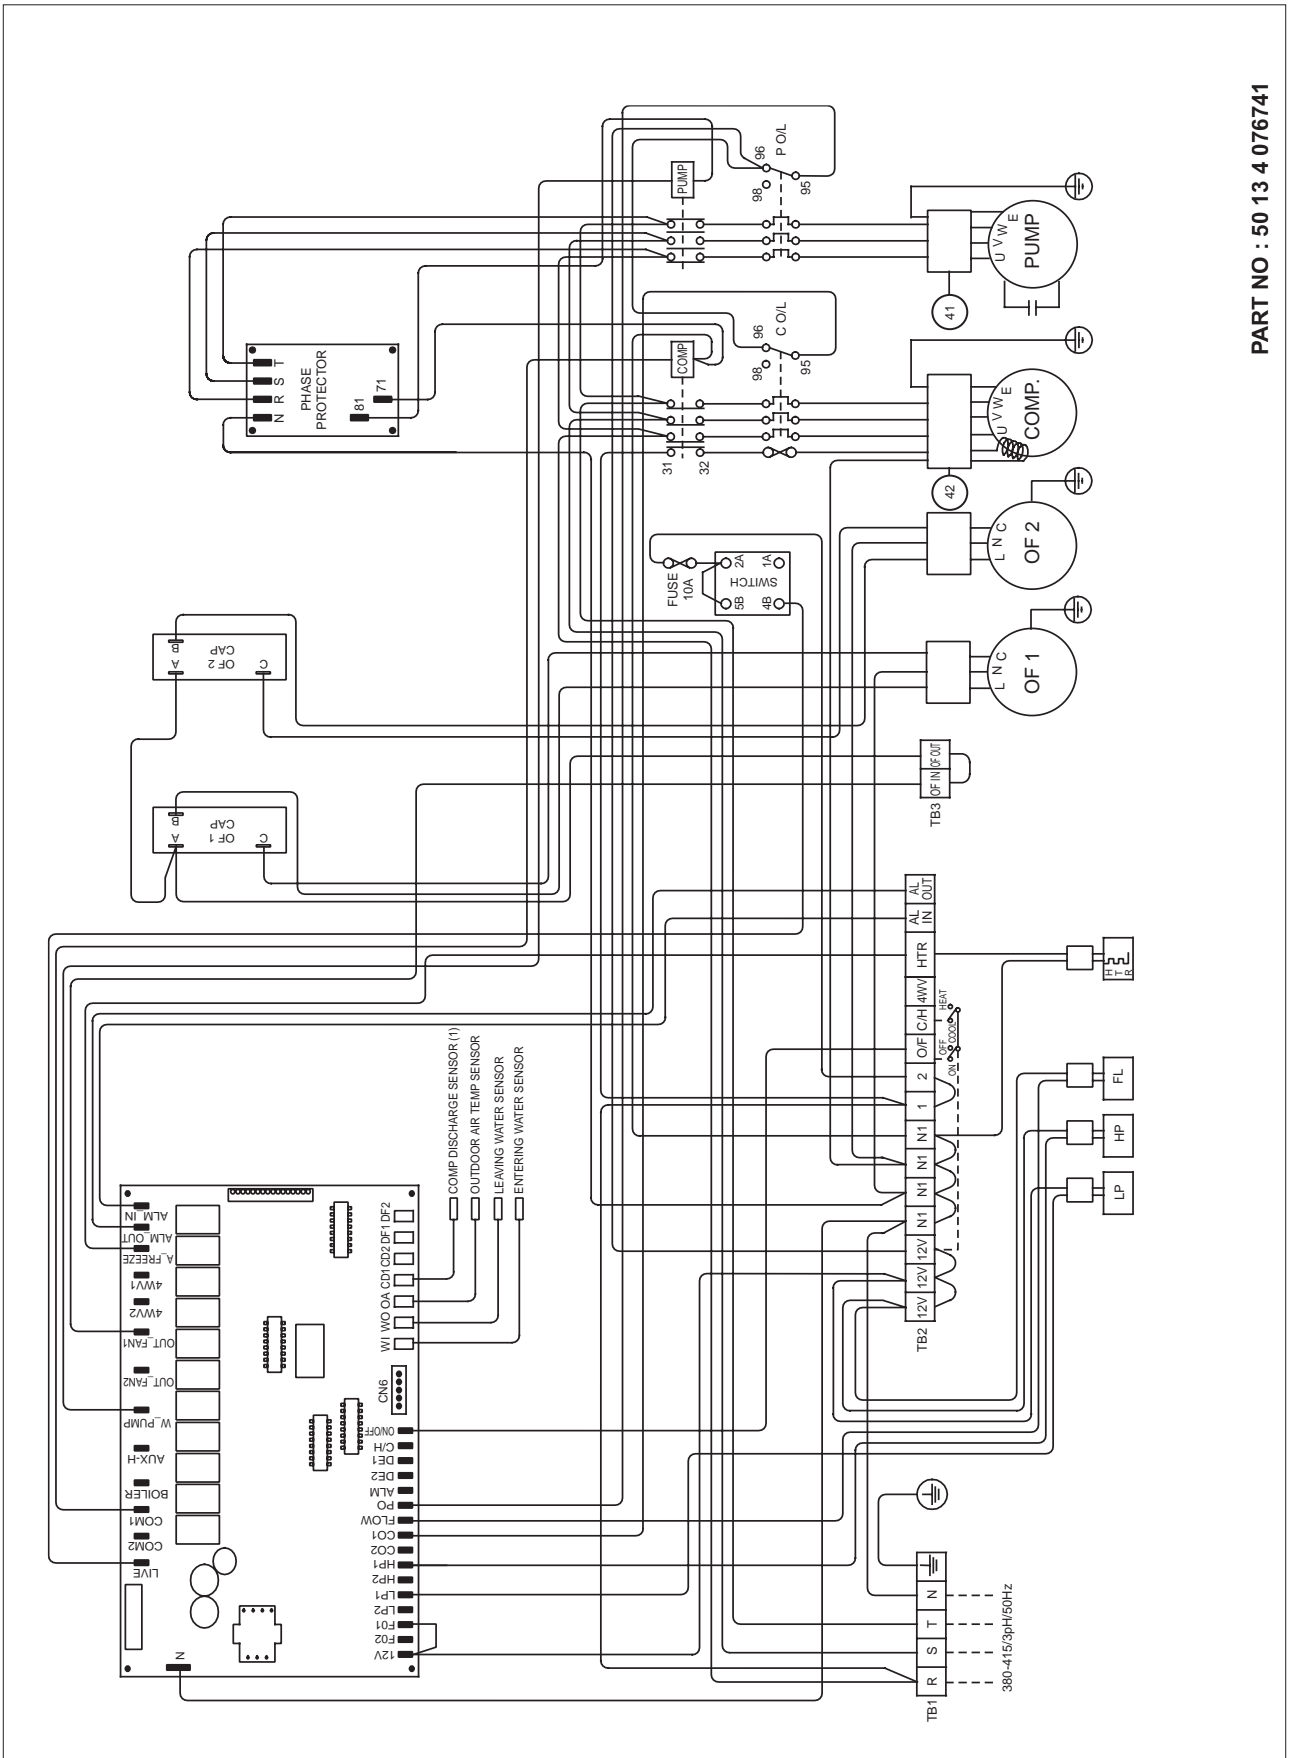 PART NO : 50 13 4 076741
PHASE
PROTECTOR
N
R
S
T
81
71
PUMP
96
98
95
P O/L
COMP
96
98
95
C O/L
31
32
41
U V W E
PUMP
42
U V W E
COMP.
L N C
OF 2
L N C
OF 1
FUSE
10A
SWITCH
2A
1A
5B
4B
A
B
C
OF 2
CAP
A
B
C
OF 1
CAP
TB3
OF IN
OF OUT
TB2
12V
12V
12V
N1
N1
N1
N1
1
2
O/F
C/H
4WV
HTR
AL
IN
AL
OUT
ON
OFF
COOL
HEAT
H
T
R
FL
HP
LP
COMP DISCHARGE SENSOR (1)
OUTDOOR AIR TEMP SENSOR
LEAVING WATER SENSOR
ENTERING WATER SENSOR
WI
WO
OA
CD1
CD2
DF1
DF2
CN6
ALM_IN
ALM_OUT
A_FREEZE
4WV1
4WV2
OUT_FAN1
OUT_FAN2
W_PUMP
AUX-H
BOILER
COM1
COM2
LIVE
N
ON/OFF
C/H
DE1
DE2
ALM
PO
FLOW
CO1
CO2
HP1
HP2
LP1
LP2
F01
F02
12V
TB1
R
S
T
N
380-415/3pH/50Hz